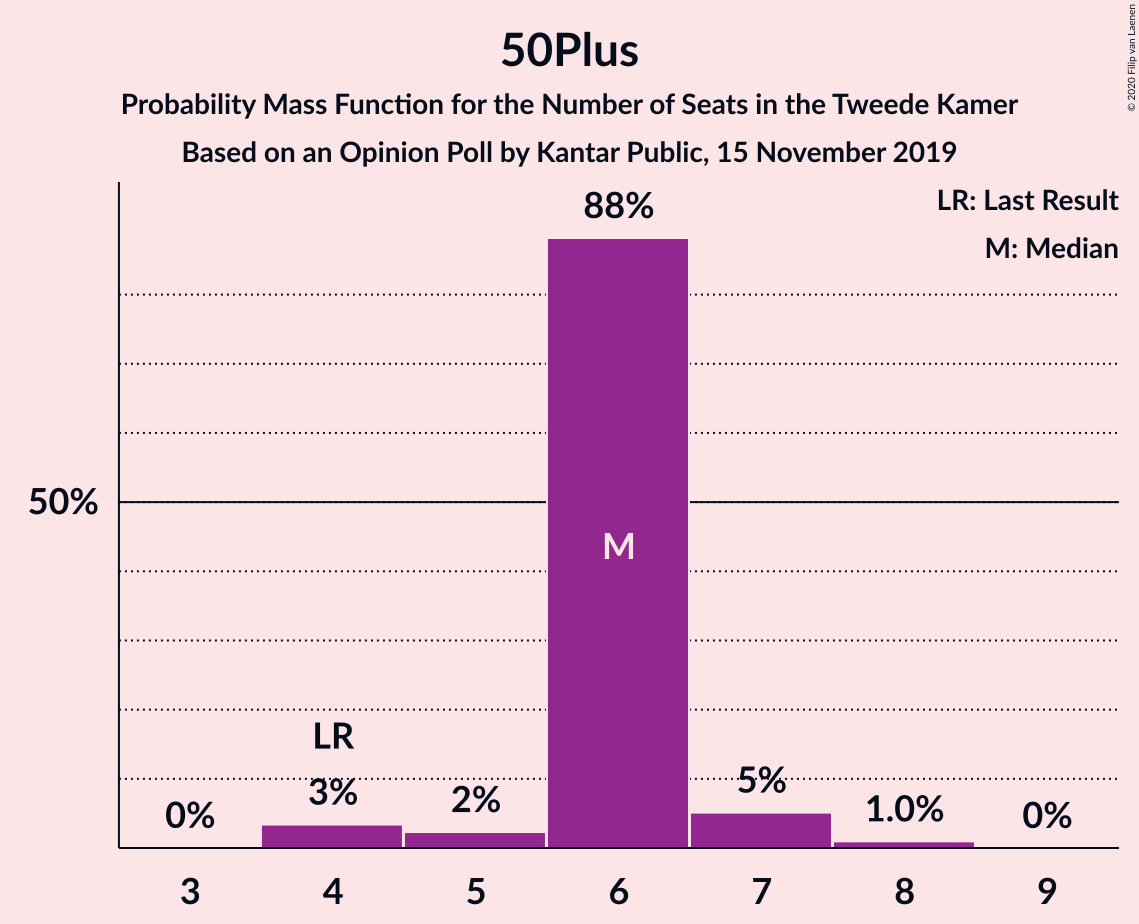 50Plus
Probability Mass Function for the Number of Seats in the Tweede Kamer
Based on an Opinion Poll by Kantar Public, 15 November 2019
© 2020 Filip van Laenen
LR: Last Result
M: Median
88%
50%
M
LR
0%
3%
2%
5%
1.0%
0%
3 4 5 6 7 8 9